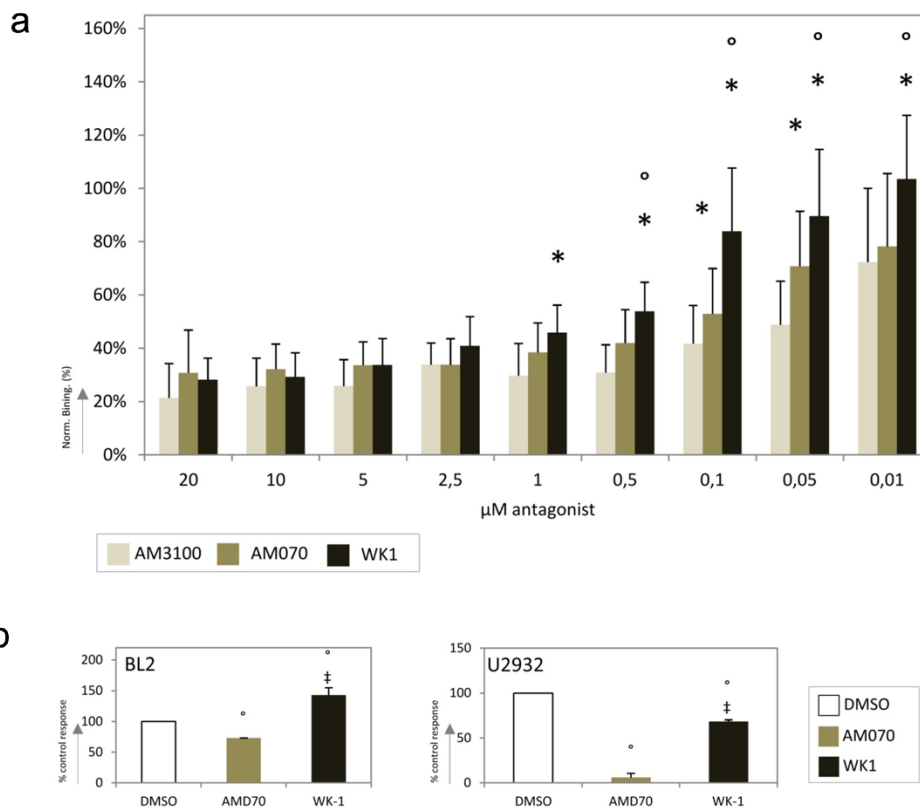 a
160%
140%
120%
100%
80%
60%
40%
20%
0%
Norm. Bining. (%)
° ° °
* * *
*
*
°
*
*
20 10 5 2,5 1 0,5 0,1 0,05 0,01
µM antagonist
AM3100 AM070 WK1
b
BL2
200
150
100
50
0
% control response
°
‡
°
DMSO AMD70 WK-1
U2932
150
100
50
0
% control response
°
‡
°
DMSO AMD70 WK-1
DMSO
AM070
WK1